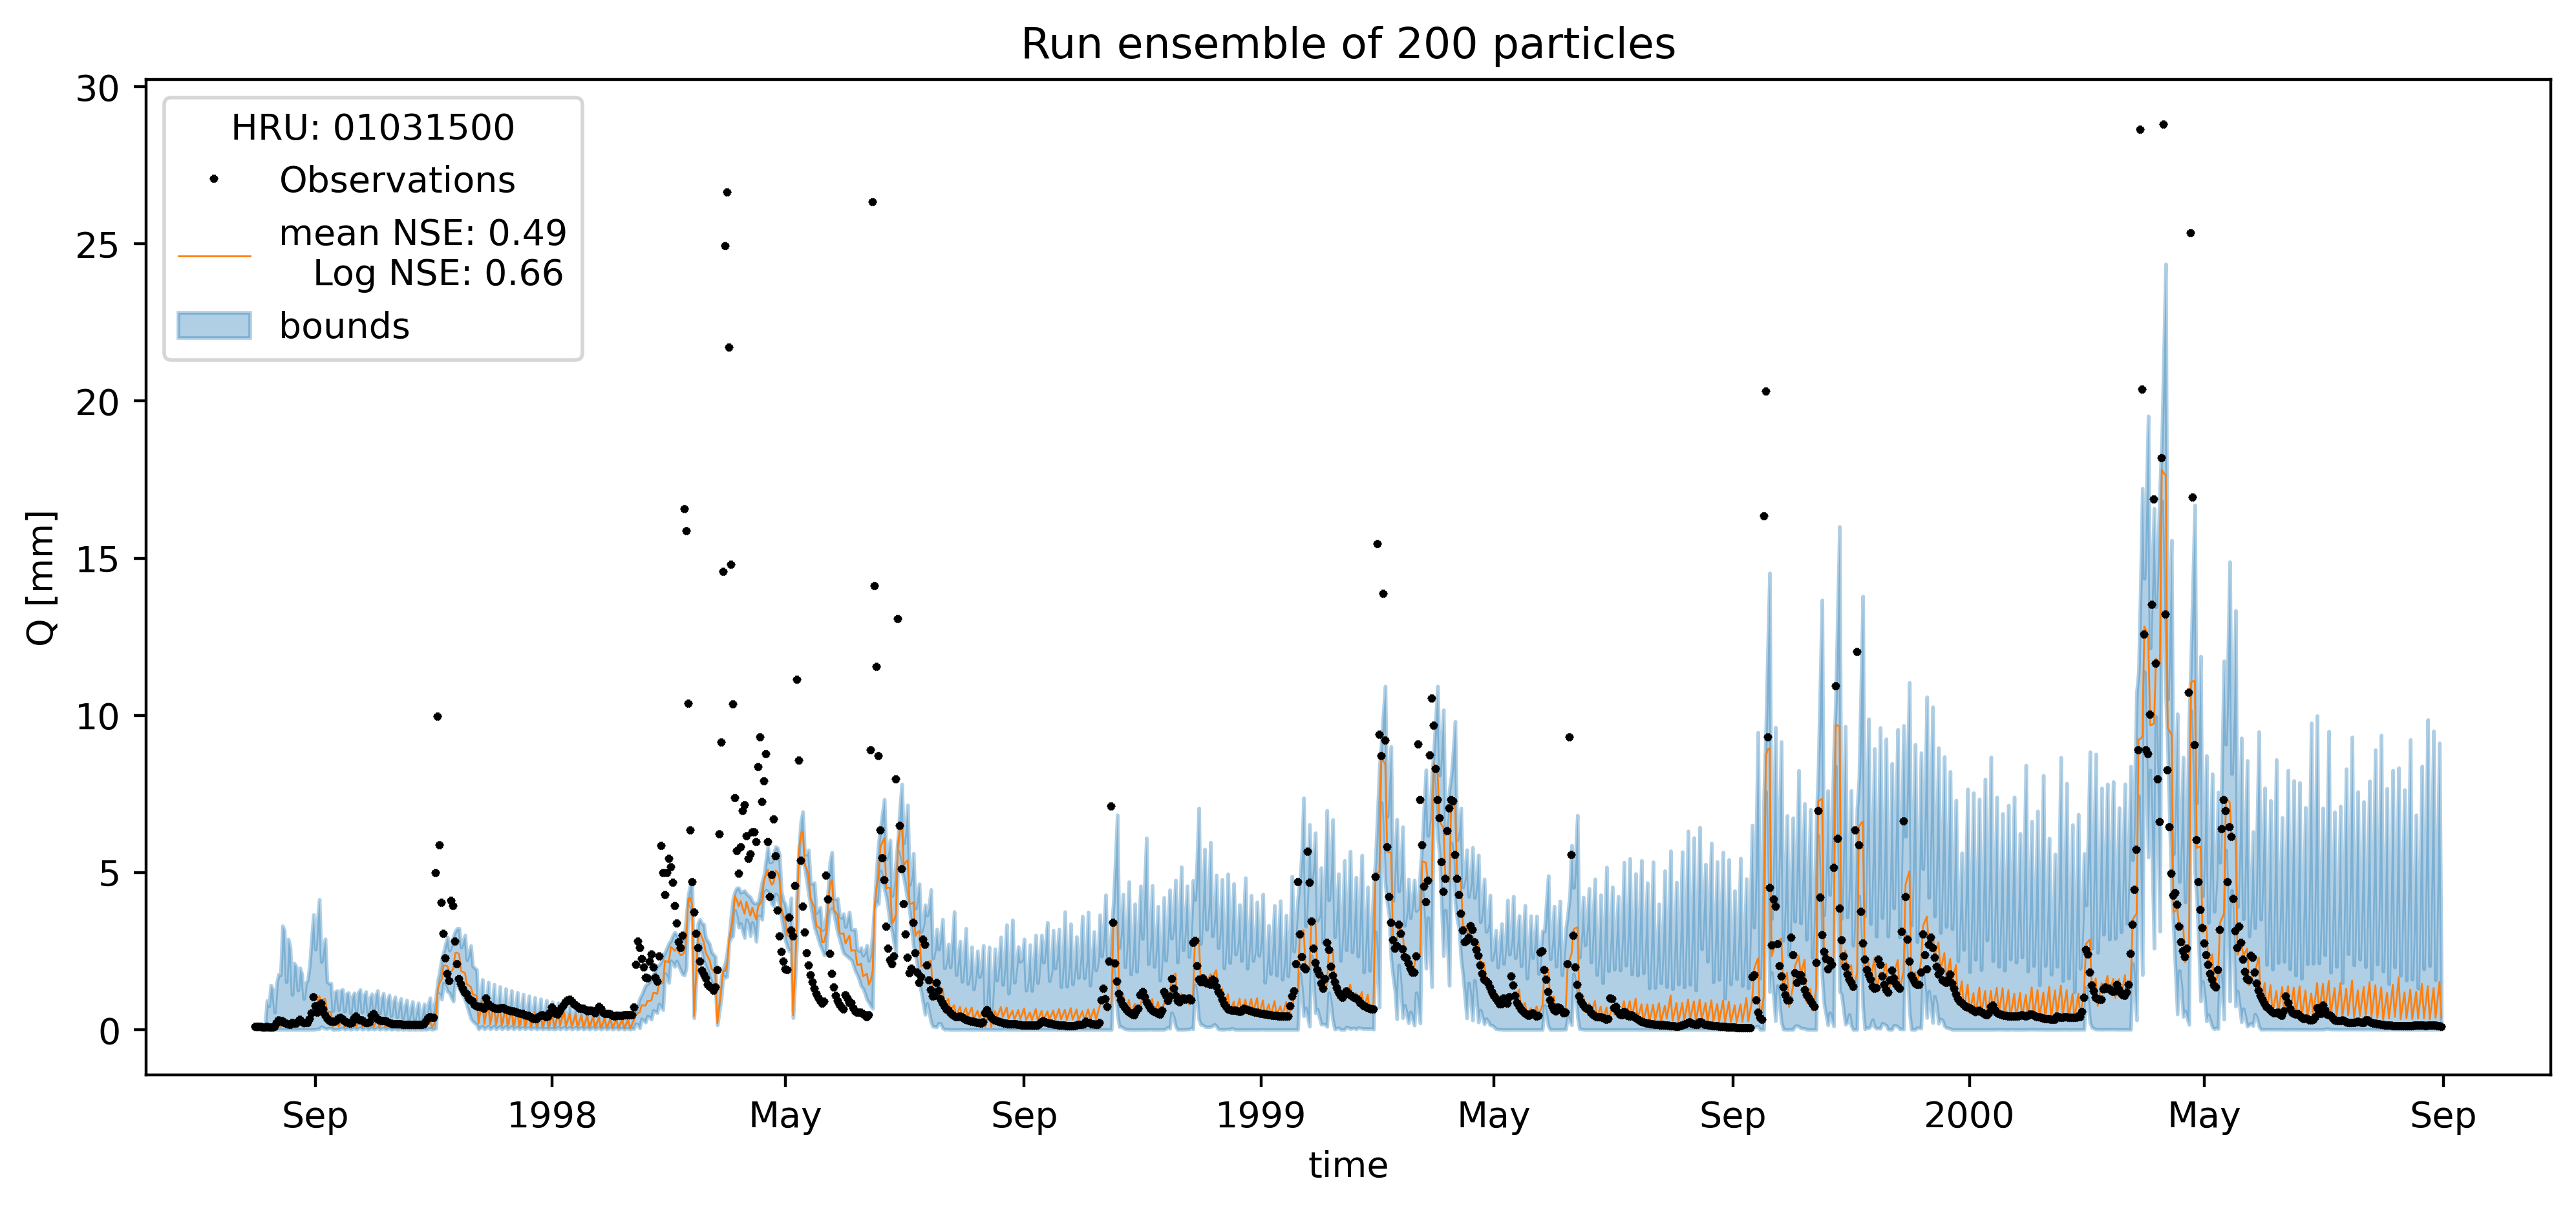 Run ensemble of 200 particles
HRU: 01031500
Observations
mean NSE: 0.49
Log NSE: 0.66
bounds
Q [mm]
30
25
20
15
10
5
0
Sep 1998 May Sep 1999 May Sep 2000 May Sep
time